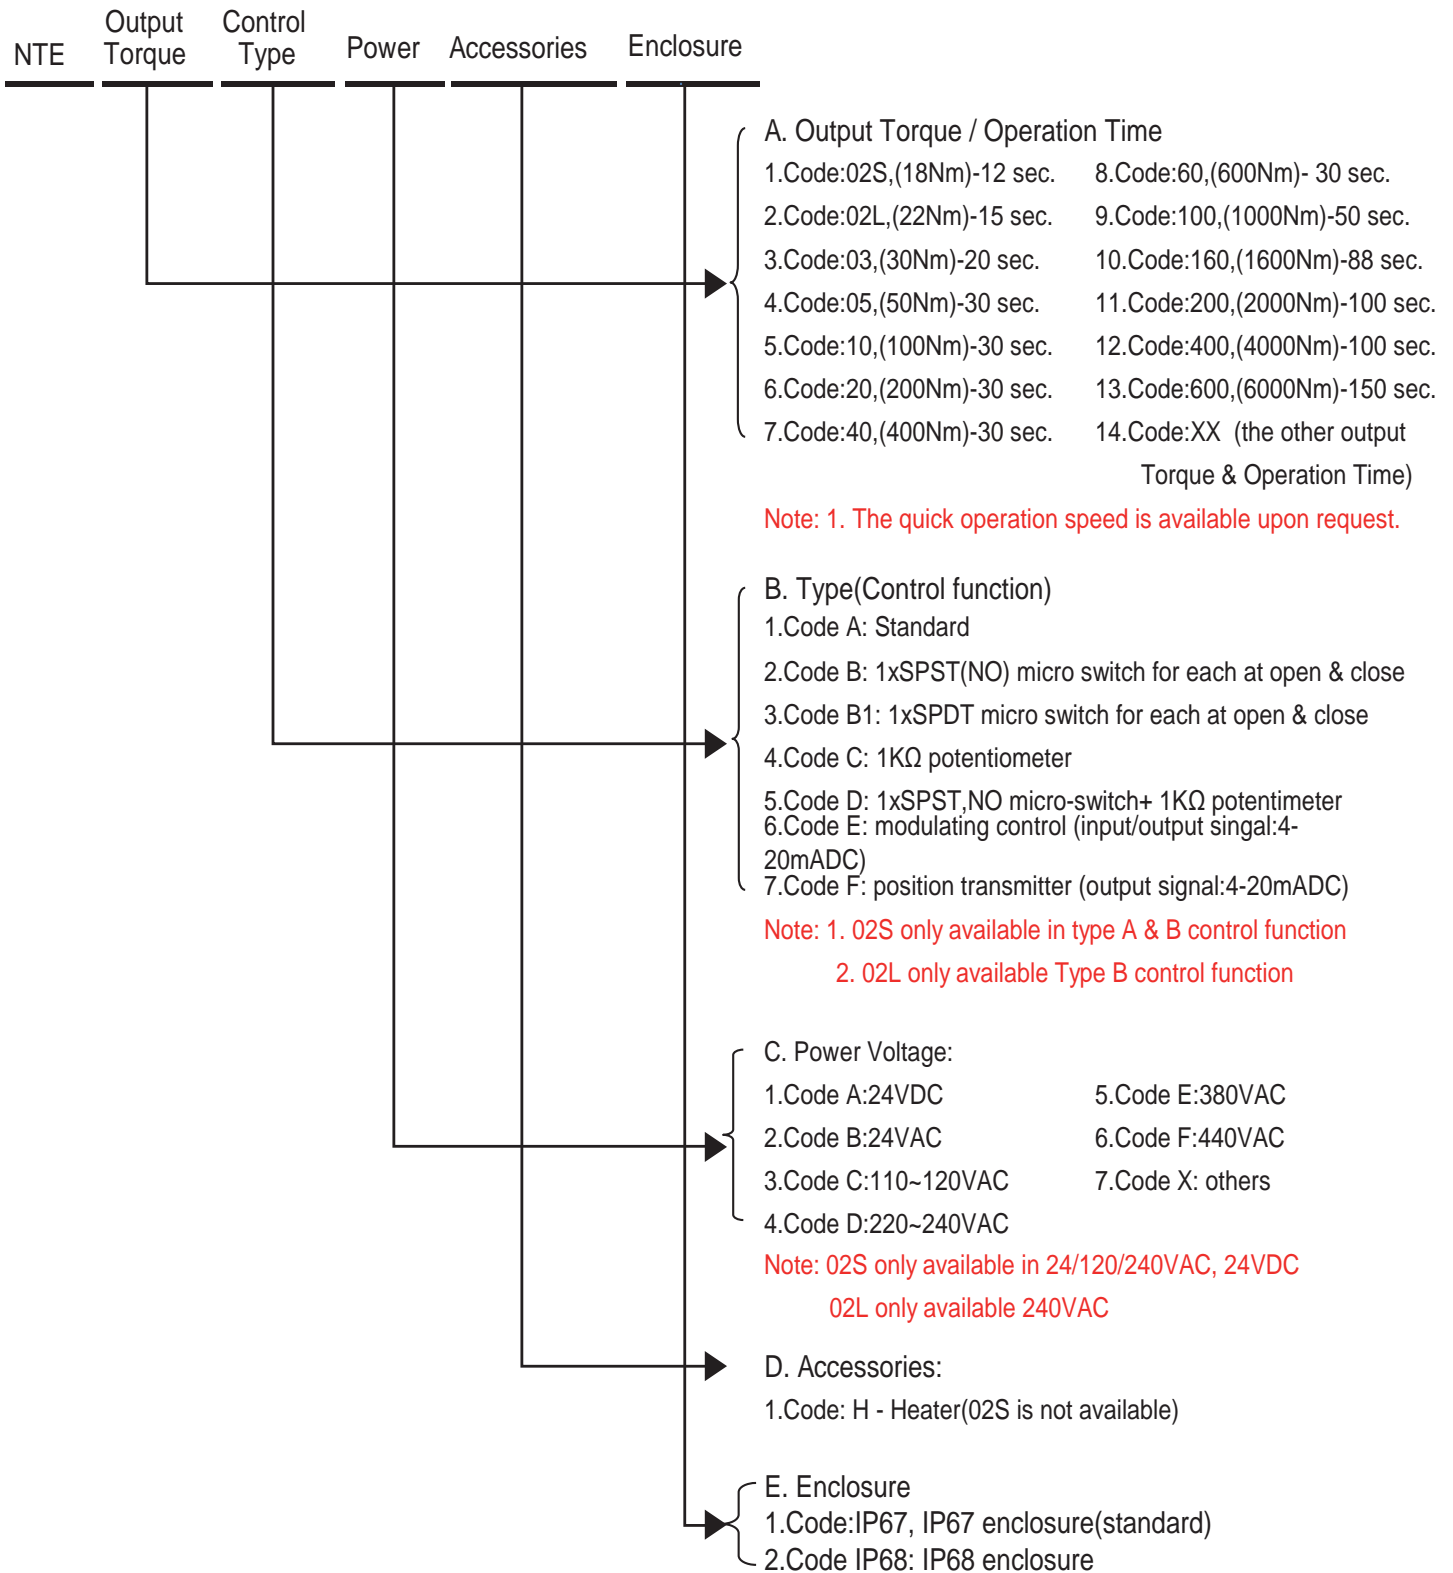 NTE
Output
Torque
Control
Type
Power
Accessories
Enclosure
A. Output Torque / Operation Time
1.Code:02S,(18Nm)-12 sec.
2.Code:02L,(22Nm)-15 sec.
3.Code:03,(30Nm)-20 sec.
4.Code:05,(50Nm)-30 sec.
5.Code:10,(100Nm)-30 sec.
6.Code:20,(200Nm)-30 sec.
7.Code:40,(400Nm)-30 sec.
8.Code:60,(600Nm)- 30 sec.
9.Code:100,(1000Nm)-50 sec.
10.Code:160,(1600Nm)-88 sec.
11.Code:200,(2000Nm)-100 sec.
12.Code:400,(4000Nm)-100 sec.
13.Code:600,(6000Nm)-150 sec.
14.Code:XX (the other output
Torque & Operation Time)
Note: 1. The quick operation speed is available upon request.
B. Type(Control function)
1.Code A: Standard
2.Code B: 1xSPST(NO) micro switch for each at open & close
3.Code B1: 1xSPDT micro switch for each at open & close
4.Code C: 1KΩ potentiometer
5.Code D: 1xSPST,NO micro-switch+ 1KΩ potentimeter
6.Code E: modulating control (input/output singal:4-
20mADC)
7.Code F: position transmitter (output signal:4-20mADC)
Note: 1. 02S only available in type A & B control function
2. 02L only available Type B control function
C. Power Voltage:
1.Code A:24VDC
2.Code B:24VAC
3.Code C:110~120VAC
4.Code D:220~240VAC
5.Code E:380VAC
6.Code F:440VAC
7.Code X: others
Note: 02S only available in 24/120/240VAC, 24VDC
02L only available 240VAC
D. Accessories:
1.Code: H - Heater(02S is not available)
E. Enclosure
1.Code:IP67, IP67 enclosure(standard)
2.Code IP68: IP68 enclosure